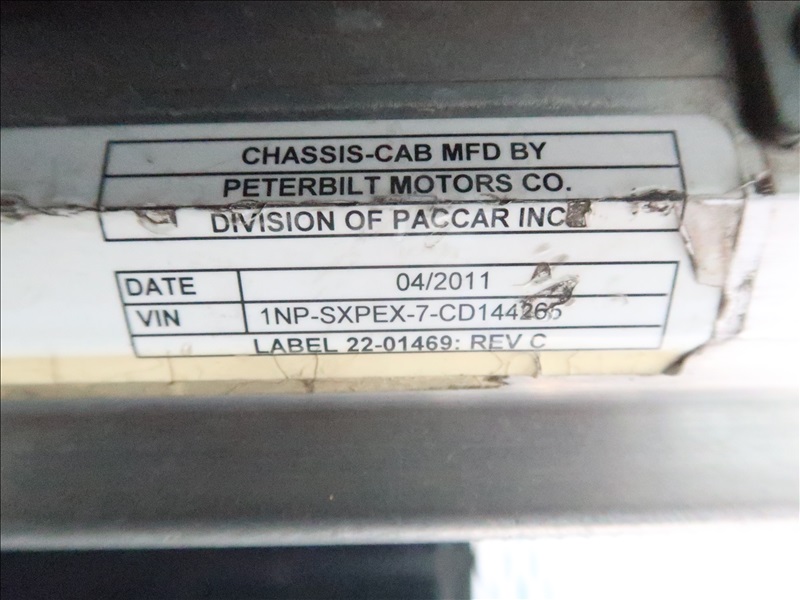 CHASSIS-CAB MFD BY
PETERBILT MOTORS CO.
DIVISION OF PACCAR INC
DATE 04/2011
VIN 1NP-SXPEX-7-CD144265
LABEL 22-01469: REV C